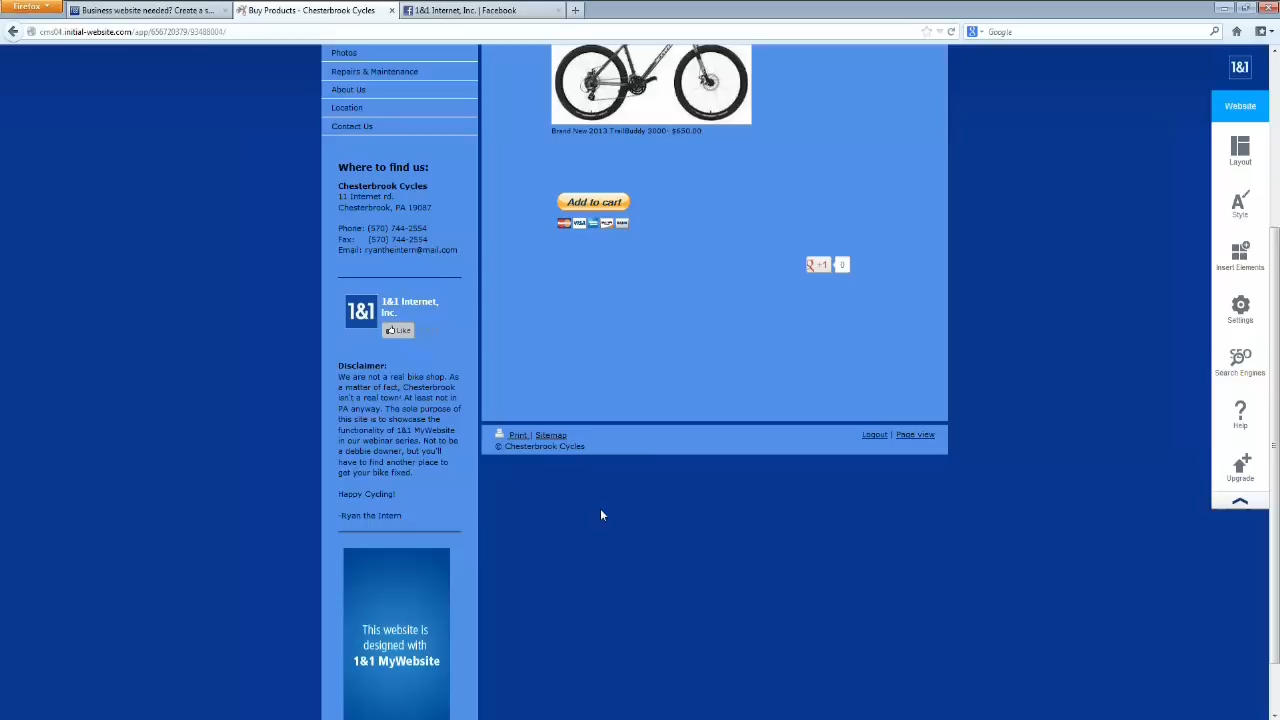 Firefox
Business website needed? Create a s...
Buy Products - Chesterbrook Cycles
1&1 Internet, Inc. | Facebook
cms04.initial-website.com/app/656720379/93488004/
Google
Photos
Repairs & Maintenance
About Us
Location
Contact Us
Where to find us:
Chesterbrook Cycles
11 Internet rd.
Chesterbrook, PA 19087
Phone: (570) 744-2554
Fax: (570) 744-2554
Email: ryantheintern@mail.com
1&1
1&1 Internet,
Inc.
Like
Disclaimer:
We are not a real bike shop. As
a matter of fact, Chesterbrook
isn't a real town! At least not in
PA anyway. The sole purpose of
this site is to showcase the
functionality of 1&1 MyWebsite
in our webinar series. Not to be
a debbie downer, but you'll
have to find another place to
get your bike fixed.
Happy Cycling!
-Ryan the Intern
This website is
designed with
1&1 MyWebsite
Brand New 2013 TrailBuddy 3000- $650.00
Add to cart
VISA
+1
0
Print | Sitemap
© Chesterbrook Cycles
Logout | Page view
1&1
Website
Layout
Style
Insert Elements
Settings
SEO
Search Engines
Help
Upgrade